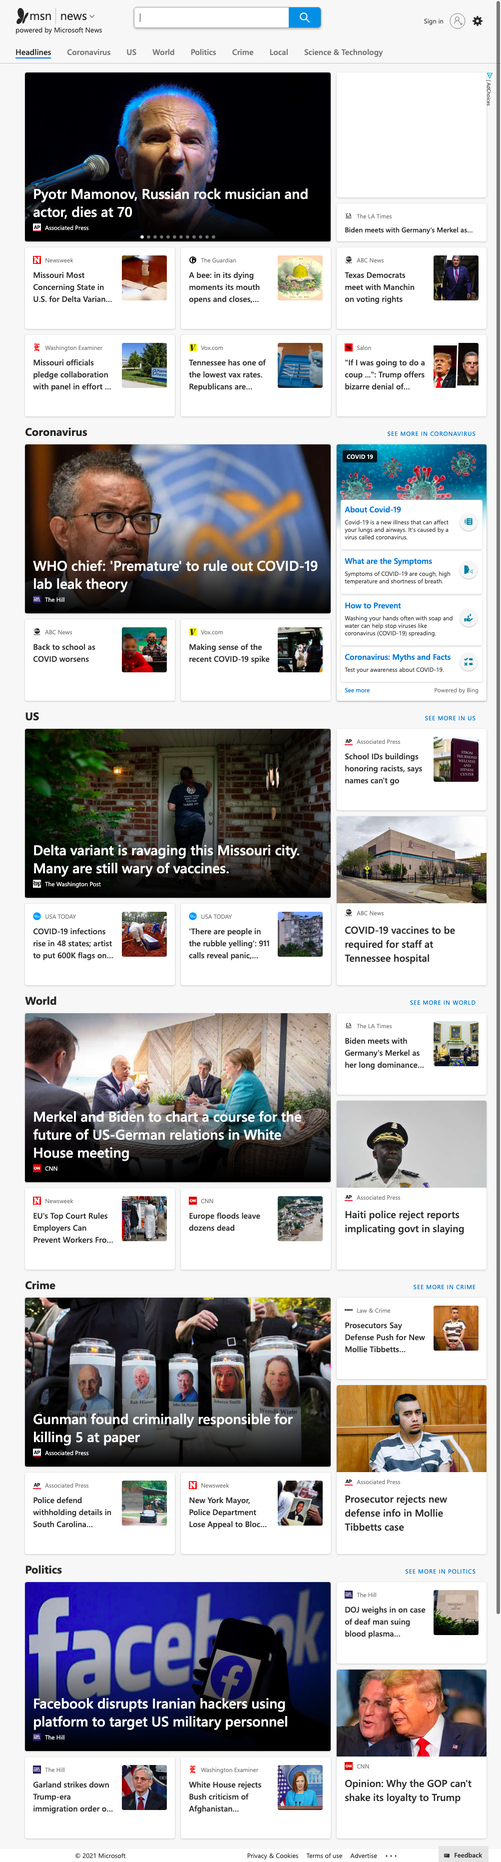 msn | news
powered by Microsoft News
Sign in
Headlines Coronavirus US World Politics Crime Local Science & Technology
Pyotr Mamonov, Russian rock musician and
actor, dies at 70
AP Associated Press
AdChoices
The LA Times
Biden meets with Germany's Merkel as...
Newsweek
Missouri Most
Concerning State in
U.S. for Delta Varian...
The Guardian
A bee: in its dying
moments its mouth
opens and closes,...
ABC News
Texas Democrats
meet with Manchin
on voting rights
Washington Examiner
Missouri officials
pledge collaboration
with panel in effort ...
Vox.com
Tennessee has one of
the lowest vax rates.
Republicans are...
Salon
"If I was going to do a
coup ...": Trump offers
bizarre denial of...
Coronavirus
SEE MORE IN CORONAVIRUS
WHO chief: 'Premature' to rule out COVID-19
lab leak theory
The Hill
COVID 19
About Covid-19
Covid-19 is a new illness that can affect
your lungs and airways. It's caused by a
virus called coronavirus.
What are the Symptoms
Symptoms of COVID-19 are cough, high
temperature and shortness of breath.
How to Prevent
Washing your hands often with soap and
water can help stop viruses like
coronavirus (COVID-19) spreading.
Coronavirus: Myths and Facts
Test your awareness about COVID-19.
See more
Powered by Bing
ABC News
Back to school as
COVID worsens
Vox.com
Making sense of the
recent COVID-19 spike
US
SEE MORE IN US
Delta variant is ravaging this Missouri city.
Many are still wary of vaccines.
The Washington Post
AP Associated Press
School IDs buildings
honoring racists, says
names can't go
ABC News
COVID-19 vaccines to be
required for staff at
Tennessee hospital
USA TODAY
COVID-19 infections
rise in 48 states; artist
to put 600K flags on...
USA TODAY
'There are people in
the rubble yelling': 911
calls reveal panic,...
World
SEE MORE IN WORLD
Merkel and Biden to chart a course for the
future of US-German relations in White
House meeting
CNN
The LA Times
Biden meets with
Germany's Merkel as
her long dominance...
AP Associated Press
Haiti police reject reports
implicating govt in slaying
Newsweek
EU's Top Court Rules
Employers Can
Prevent Workers Fro...
CNN
Europe floods leave
dozens dead
Crime
SEE MORE IN CRIME
Gunman found criminally responsible for
killing 5 at paper
AP Associated Press
Law & Crime
Prosecutors Say
Defense Push for New
Mollie Tibbetts...
AP Associated Press
Prosecutor rejects new
defense info in Mollie
Tibbetts case
AP Associated Press
Police defend
withholding details in
South Carolina...
Newsweek
New York Mayor,
Police Department
Lose Appeal to Bloc...
Politics
SEE MORE IN POLITICS
facebook
facebook.
Facebook disrupts Iranian hackers using
platform to target US military personnel
The Hill
The Hill
DOJ weighs in on case
of deaf man suing
blood plasma...
CNN
Opinion: Why the GOP can't
shake its loyalty to Trump
The Hill
Garland strikes down
Trump-era
immigration order o...
Washington Examiner
White House rejects
Bush criticism of
Afghanistan...
© 2021 Microsoft Privacy & Cookies Terms of use Advertise ... Feedback